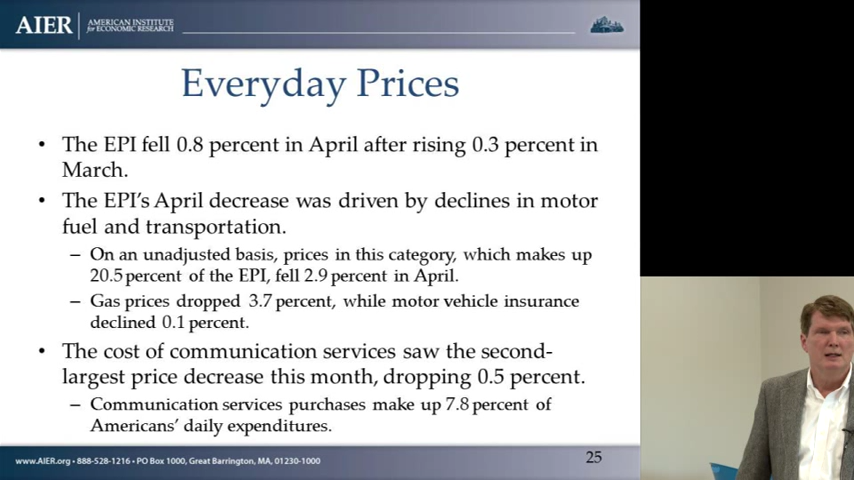 AIER AMERICAN INSTITUTE
for ECONOMIC RESEARCH
Everyday Prices
• The EPI fell 0.8 percent in April after rising 0.3 percent in
March.
• The EPI's April decrease was driven by declines in motor
fuel and transportation.
– On an unadjusted basis, prices in this category, which makes up
20.5 percent of the EPI, fell 2.9 percent in April.
– Gas prices dropped 3.7 percent, while motor vehicle insurance
declined 0.1 percent.
• The cost of communication services saw the second-
largest price decrease this month, dropping 0.5 percent.
– Communication services purchases make up 7.8 percent of
Americans' daily expenditures.
www.AIER.org • 888-528-1216 • PO Box 1000, Great Barrington, MA, 01230-1000
25